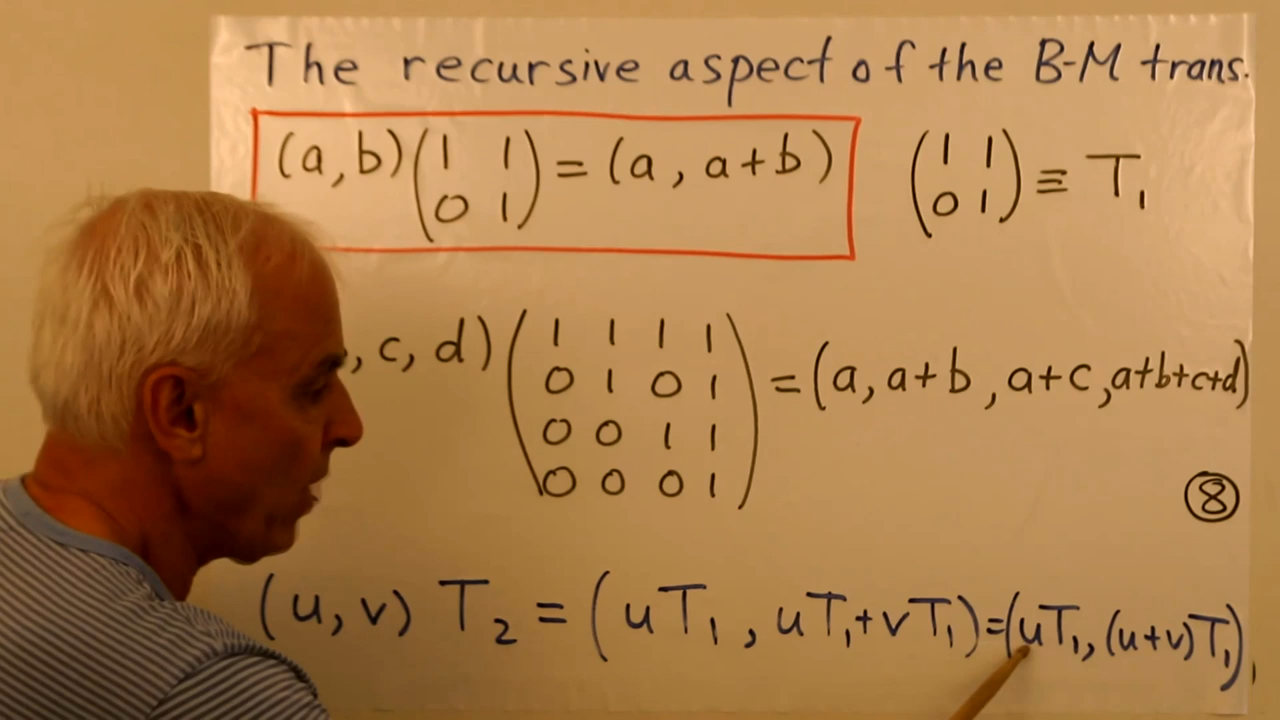 The recursive aspect of the B-M trans.
(a, b) ( 1 1 ) = (a, a+b) ( 1 1 ) ≡ T₁
0 1 0 1
, c, d) ( 1 1 1 1 ) = (a, a+b, a+c, a+b+c+d)
0 1 0 1
0 0 1 1
0 0 0 1
⑧
(u, v) T₂ = (uT₁, uT₁+vT₁) = (uT₁, (u+v)T₁)